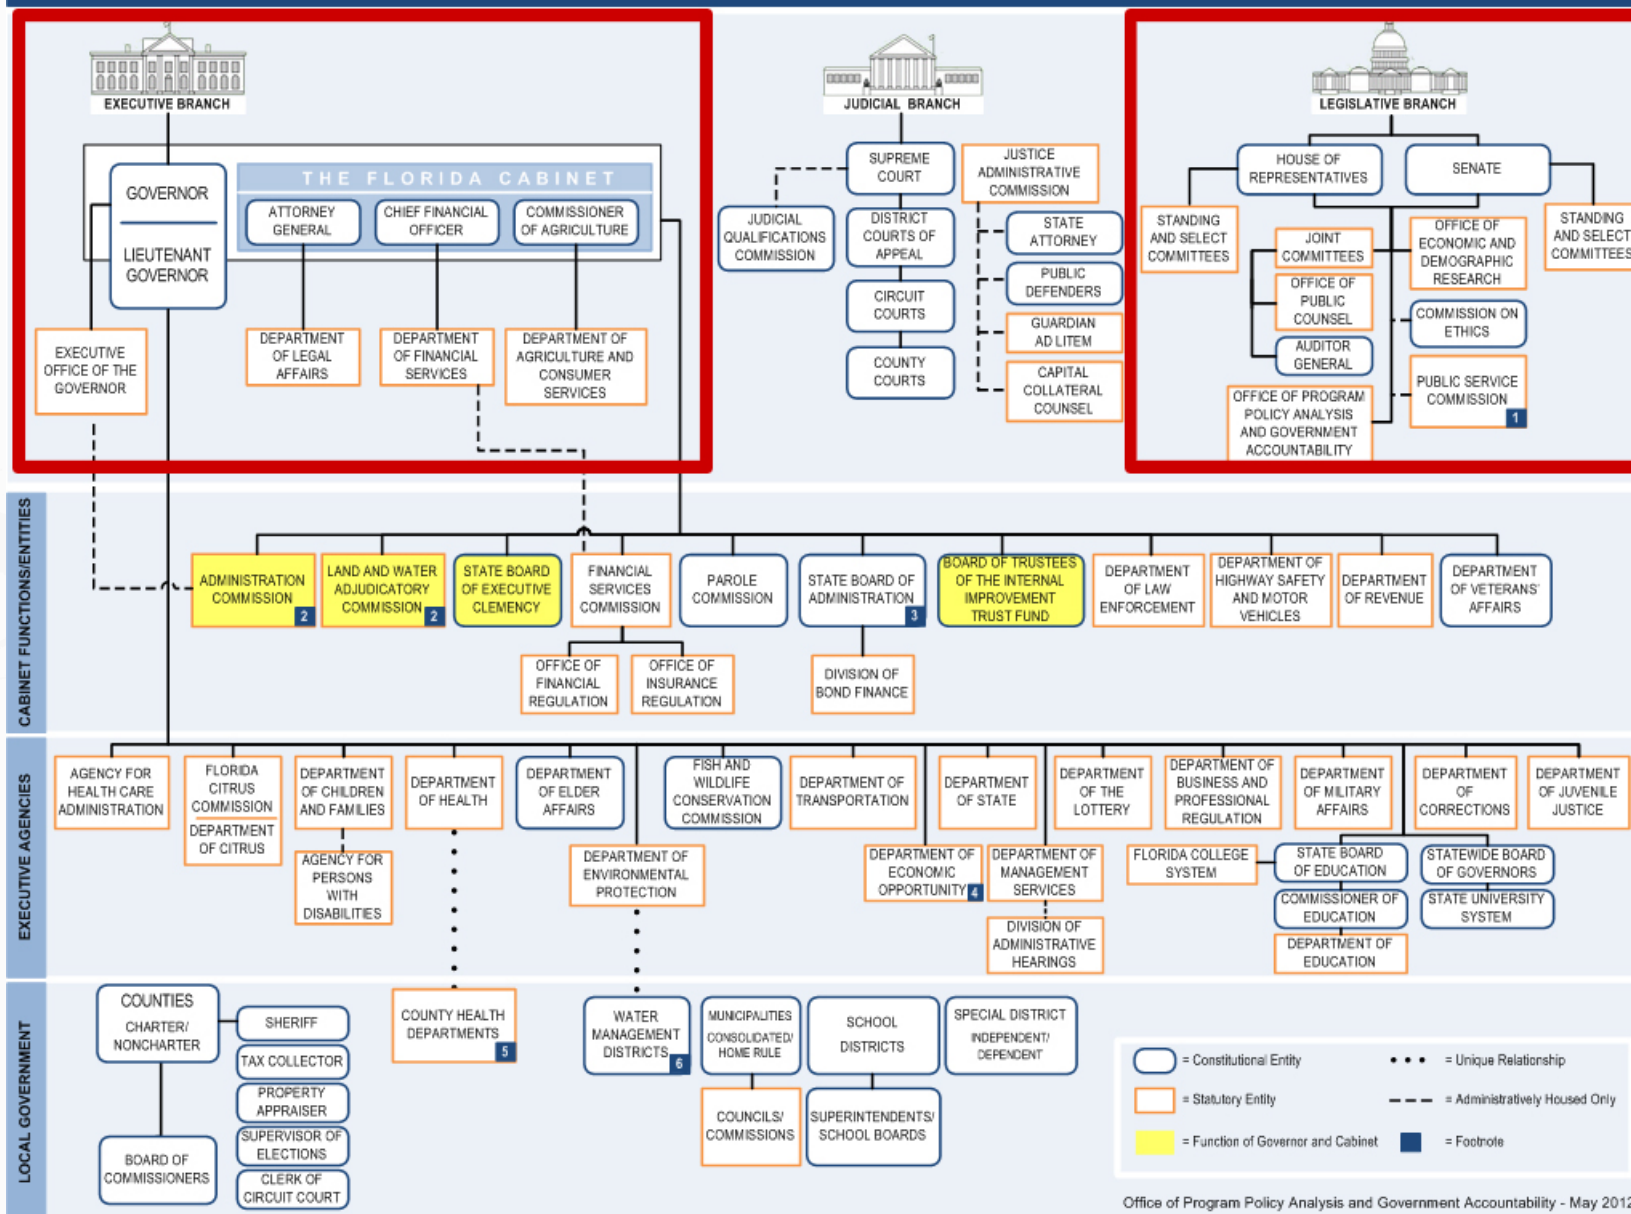 EXECUTIVE BRANCH
GOVERNOR
LIEUTENANT
GOVERNOR
THE FLORIDA CABINET
ATTORNEY
GENERAL
CHIEF FINANCIAL
OFFICER
COMMISSIONER
OF AGRICULTURE
EXECUTIVE
OFFICE OF THE
GOVERNOR
DEPARTMENT
OF LEGAL
AFFAIRS
DEPARTMENT
OF FINANCIAL
SERVICES
DEPARTMENT OF
AGRICULTURE AND
CONSUMER
SERVICES
JUDICIAL BRANCH
SUPREME
COURT
JUSTICE
ADMINISTRATIVE
COMMISSION
JUDICIAL
QUALIFICATIONS
COMMISSION
DISTRICT
COURTS OF
APPEAL
STATE
ATTORNEY
PUBLIC
DEFENDERS
CIRCUIT
COURTS
GUARDIAN
AD LITEM
COUNTY
COURTS
CAPITAL
COLLATERAL
COUNSEL
LEGISLATIVE BRANCH
HOUSE OF
REPRESENTATIVES
SENATE
STANDING
AND SELECT
COMMITTEES
JOINT
COMMITTEES
OFFICE OF
ECONOMIC AND
DEMOGRAPHIC
RESEARCH
STANDING
AND SELECT
COMMITTEES
OFFICE OF
PUBLIC
COUNSEL
COMMISSION ON
ETHICS
AUDITOR
GENERAL
PUBLIC SERVICE
COMMISSION
1
OFFICE OF PROGRAM
POLICY ANALYSIS
AND GOVERNMENT
ACCOUNTABILITY
CABINET FUNCTIONS/ENTITIES
ADMINISTRATION
COMMISSION
2
LAND AND WATER
ADJUDICATORY
COMMISSION
2
STATE BOARD
OF EXECUTIVE
CLEMENCY
FINANCIAL
SERVICES
COMMISSION
PAROLE
COMMISSION
STATE BOARD OF
ADMINISTRATION
3
BOARD OF TRUSTEES
OF THE INTERNAL
IMPROVEMENT
TRUST FUND
DEPARTMENT
OF LAW
ENFORCEMENT
DEPARTMENT OF
HIGHWAY SAFETY
AND MOTOR
VEHICLES
DEPARTMENT
OF REVENUE
DEPARTMENT
OF VETERANS'
AFFAIRS
OFFICE OF
FINANCIAL
REGULATION
OFFICE OF
INSURANCE
REGULATION
DIVISION OF
BOND FINANCE
EXECUTIVE AGENCIES
AGENCY FOR
HEALTH CARE
ADMINISTRATION
FLORIDA
CITRUS
COMMISSION
DEPARTMENT
OF CITRUS
DEPARTMENT
OF CHILDREN
AND FAMILIES
AGENCY FOR
PERSONS
WITH
DISABILITIES
DEPARTMENT
OF HEALTH
DEPARTMENT
OF ELDER
AFFAIRS
DEPARTMENT OF
ENVIRONMENTAL
PROTECTION
FISH AND
WILDLIFE
CONSERVATION
COMMISSION
DEPARTMENT OF
TRANSPORTATION
DEPARTMENT OF
ECONOMIC
OPPORTUNITY
4
DEPARTMENT
OF STATE
DEPARTMENT OF
MANAGEMENT
SERVICES
DIVISION OF
ADMINISTRATIVE
HEARINGS
DEPARTMENT
OF THE
LOTTERY
DEPARTMENT OF
BUSINESS AND
PROFESSIONAL
REGULATION
DEPARTMENT
OF MILITARY
AFFAIRS
DEPARTMENT
OF
CORRECTIONS
DEPARTMENT
OF JUVENILE
JUSTICE
FLORIDA COLLEGE
SYSTEM
STATE BOARD
OF EDUCATION
COMMISSIONER OF
EDUCATION
DEPARTMENT OF
EDUCATION
STATEWIDE BOARD
OF GOVERNORS
STATE UNIVERSITY
SYSTEM
LOCAL GOVERNMENT
COUNTIES
CHARTER/
NONCHARTER
BOARD OF
COMMISSIONERS
SHERIFF
TAX COLLECTOR
PROPERTY
APPRAISER
SUPERVISOR OF
ELECTIONS
CLERK OF
CIRCUIT COURT
COUNTY HEALTH
DEPARTMENTS
5
WATER
MANAGEMENT
DISTRICTS
6
MUNICIPALITIES
CONSOLIDATED/
HOME RULE
COUNCILS/
COMMISSIONS
SCHOOL
DISTRICTS
SUPERINTENDENTS/
SCHOOL BOARDS
SPECIAL DISTRICT
INDEPENDENT/
DEPENDENT
= Constitutional Entity
= Unique Relationship
= Statutory Entity
= Administratively Housed Only
= Function of Governor and Cabinet
= Footnote
Office of Program Policy Analysis and Government Accountability - May 2012